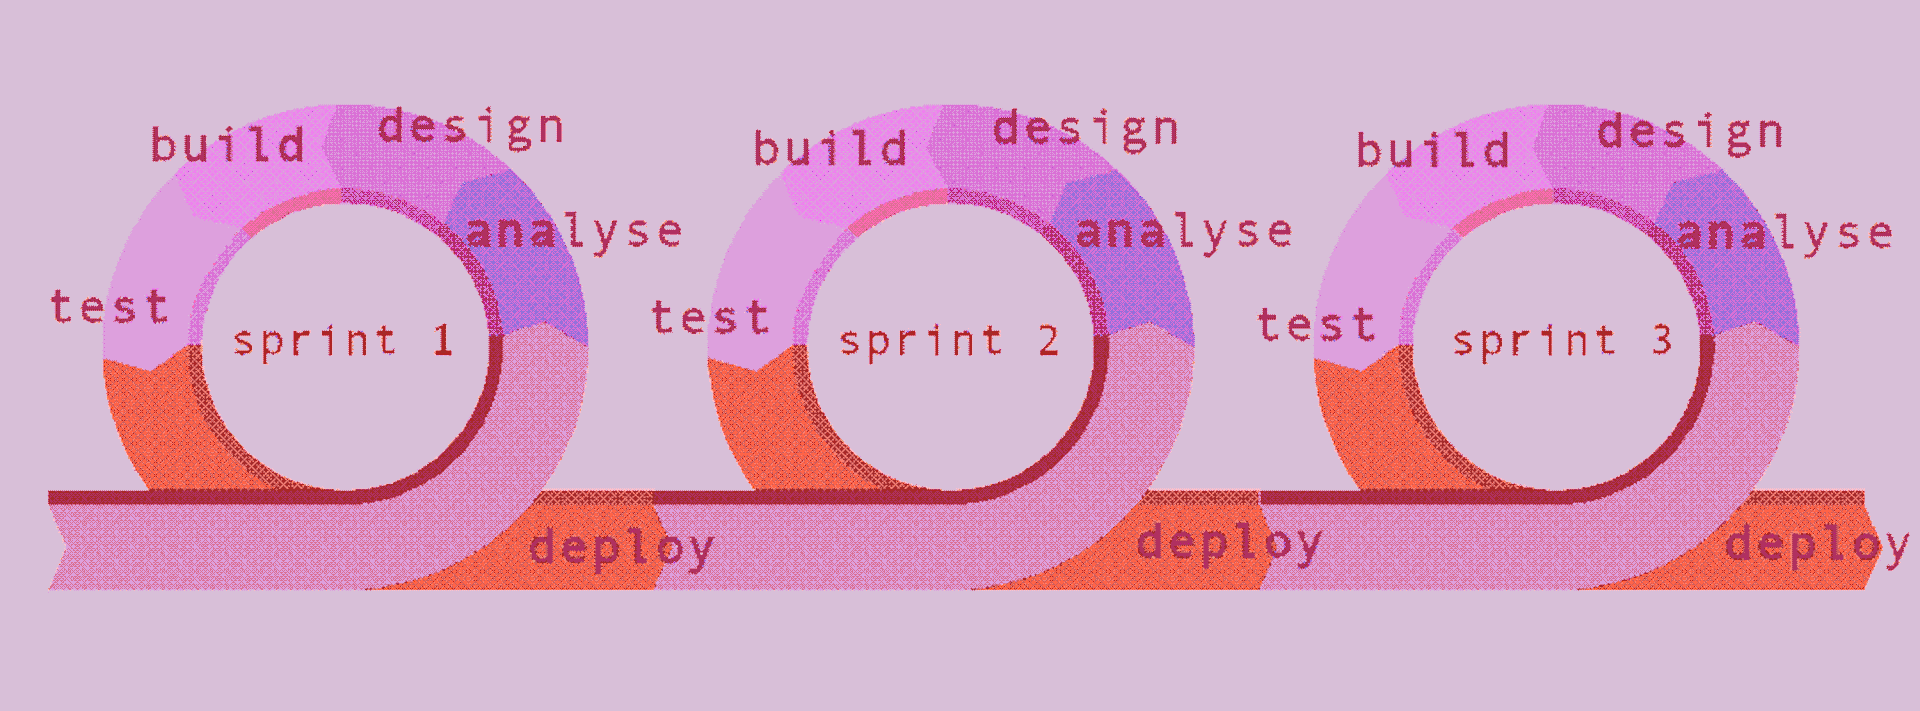 build
design
analyse
test
sprint 1
deploy
build
design
analyse
test
sprint 2
deploy
build
design
analyse
test
sprint 3
deploy